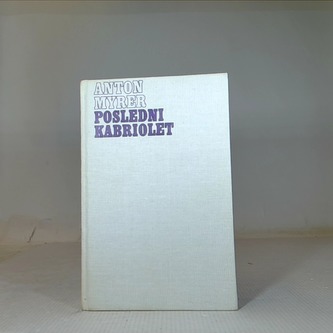 ANTON
MYRER
POSLEDNI
KABRIOLET